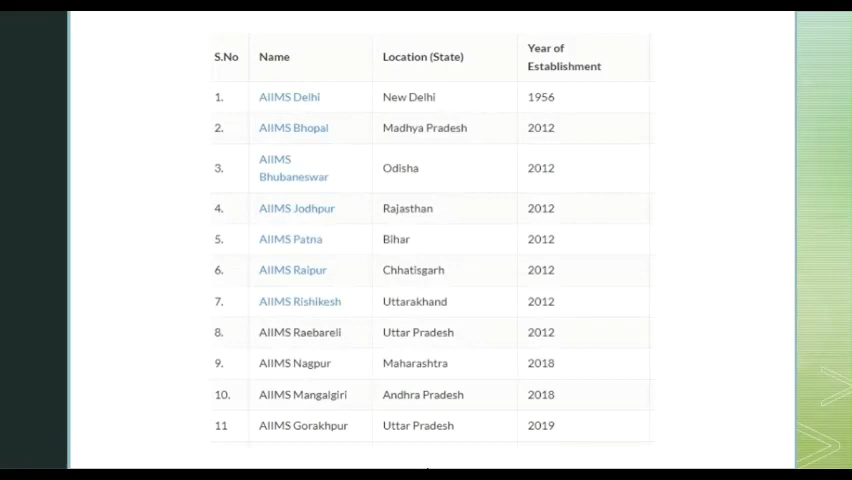 S.No Name Location (State) Year of Establishment
1. AIIMS Delhi New Delhi 1956
2. AIIMS Bhopal Madhya Pradesh 2012
3. AIIMS Bhubaneswar Odisha 2012
4. AIIMS Jodhpur Rajasthan 2012
5. AIIMS Patna Bihar 2012
6. AIIMS Raipur Chhatisgarh 2012
7. AIIMS Rishikesh Uttarakhand 2012
8. AIIMS Raebareli Uttar Pradesh 2012
9. AIIMS Nagpur Maharashtra 2018
10. AIIMS Mangalgiri Andhra Pradesh 2018
11 AIIMS Gorakhpur Uttar Pradesh 2019